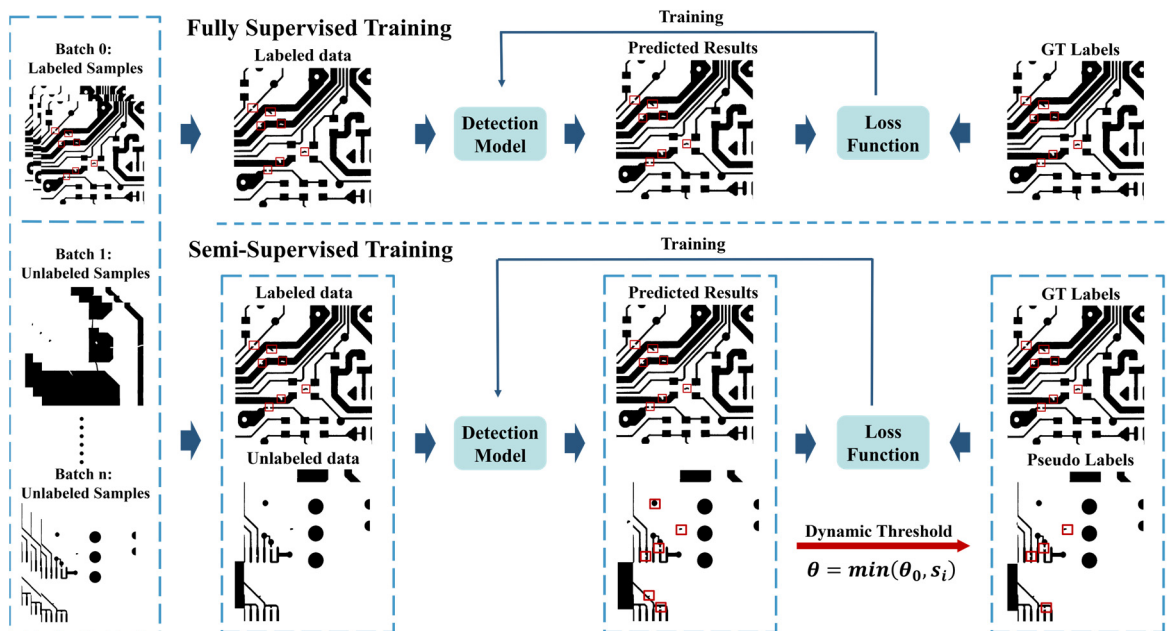 Batch 0:
Labeled Samples
Fully Supervised Training
Training
Labeled data
Predicted Results
GT Labels
Detection
Model
Loss
Function
Batch 1:
Unlabeled Samples
Batch n:
Unlabeled Samples
Semi-Supervised Training
Training
Labeled data
Predicted Results
GT Labels
Detection
Model
Loss
Function
Unlabeled data
Pseudo Labels
Dynamic Threshold
θ = min(θ₀, sᵢ)